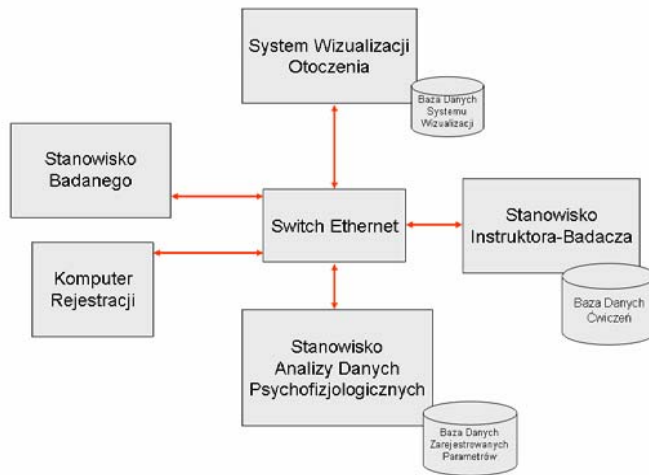 System Wizualizacji
Otoczenia
Baza Danych
Systemu
Wizualizacji
Stanowisko
Badanego
Switch Ethernet
Stanowisko
Instruktora-Badacza
Komputer
Rejestracji
Baza Danych
Ćwiczeń
Stanowisko
Analizy Danych
Psychofizjologicznych
Baza Danych
Zarejestrowanych
Parametrów